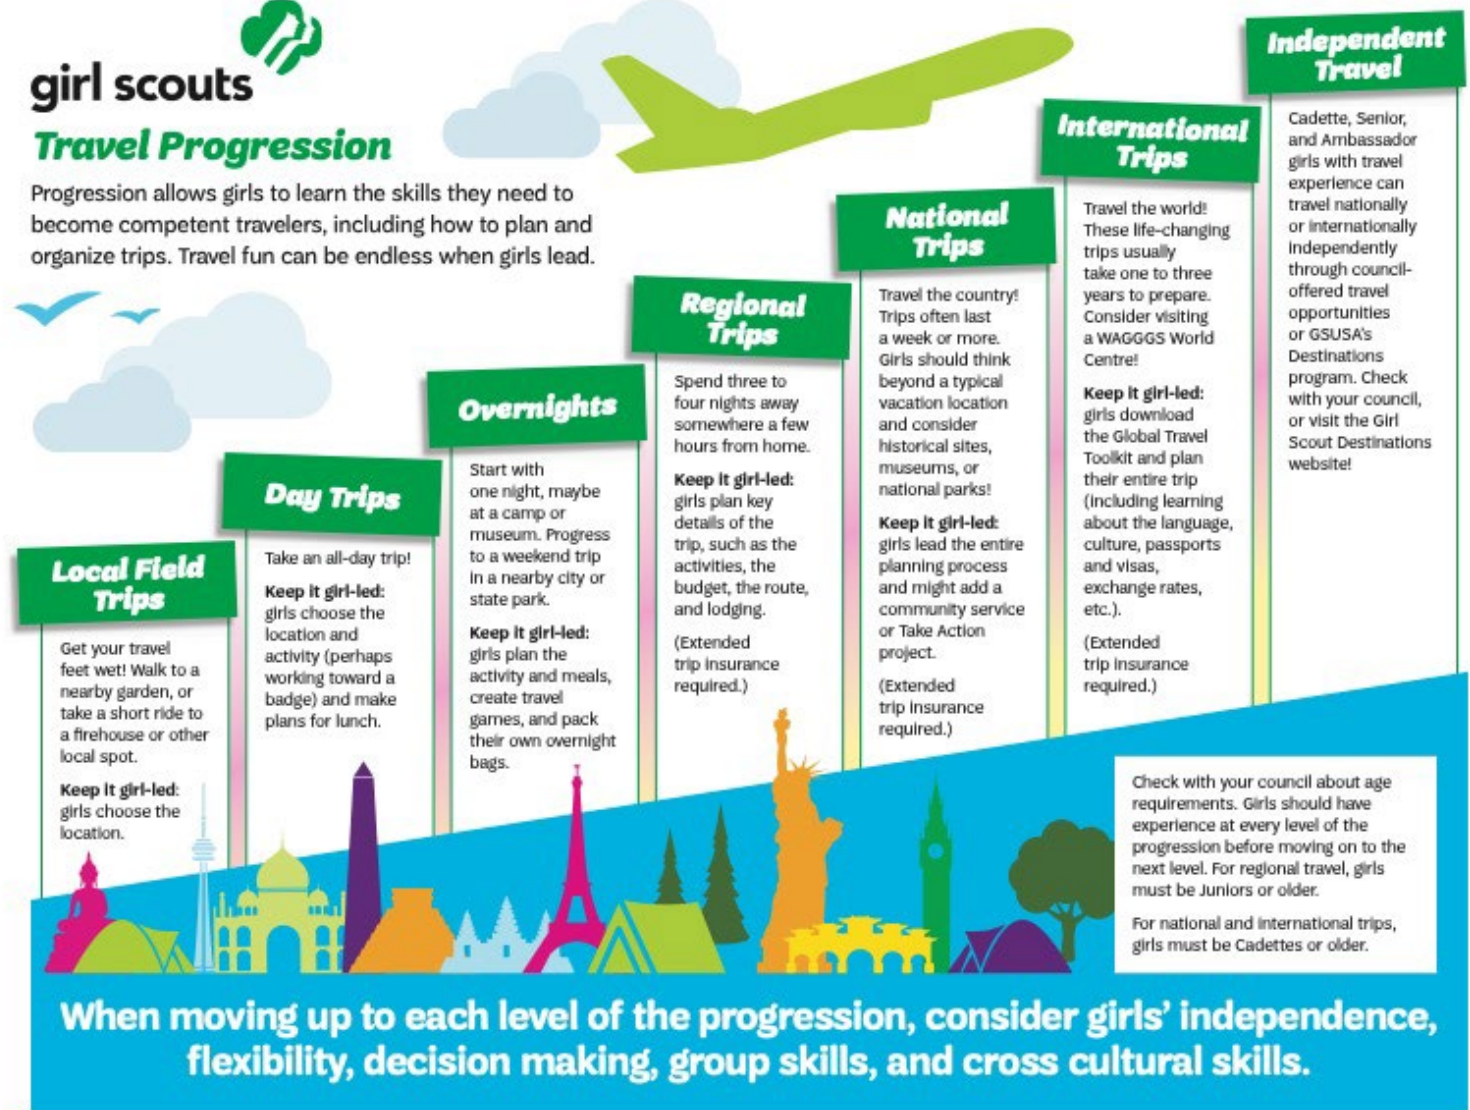 girl scouts
Travel Progression
Progression allows girls to learn the skills they need to
become competent travelers, including how to plan and
organize trips. Travel fun can be endless when girls lead.
Local Field
Trips
Get your travel
feet wet! Walk to a
nearby garden, or
take a short ride to
a firehouse or other
local spot.
Keep it girl-led:
girls choose the
location.
Day Trips
Take an all-day trip!
Keep it girl-led:
girls choose the
location and
activity (perhaps
working toward a
badge) and make
plans for lunch.
Overnights
Start with
one night, maybe
at a camp or
museum. Progress
to a weekend trip
in a nearby city or
state park.
Keep it girl-led:
girls plan the
activity and meals,
create travel
games, and pack
their own overnight
bags.
Regional
Trips
Spend three to
four nights away
somewhere a few
hours from home.
Keep it girl-led:
girls plan key
details of the
trip, such as the
activities, the
budget, the route,
and lodging.
(Extended
trip insurance
required.)
National
Trips
Travel the country!
Trips often last
a week or more.
Girls should think
beyond a typical
vacation location
and consider
historical sites,
museums, or
national parks!
Keep it girl-led:
girls lead the entire
planning process
and might add a
community service
or Take Action
project.
(Extended
trip insurance
required.)
International
Trips
Travel the world!
These life-changing
trips usually
take one to three
years to prepare.
Consider visiting
a WAGGGS World
Centre!
Keep it girl-led:
girls download
the Global Travel
Toolkit and plan
their entire trip
(including learning
about the language,
culture, passports
and visas,
exchange rates,
etc.).
(Extended
trip insurance
required.)
Independent
Travel
Cadette, Senior,
and Ambassador
girls with travel
experience can
travel nationally
or internationally
independently
through council-
offered travel
opportunities
or GSUSA's
Destinations
program. Check
with your council,
or visit the Girl
Scout Destinations
website!
Check with your council about age
requirements. Girls should have
experience at every level of the
progression before moving on to the
next level. For regional travel, girls
must be Juniors or older.
For national and international trips,
girls must be Cadettes or older.
When moving up to each level of the progression, consider girls' independence,
flexibility, decision making, group skills, and cross cultural skills.